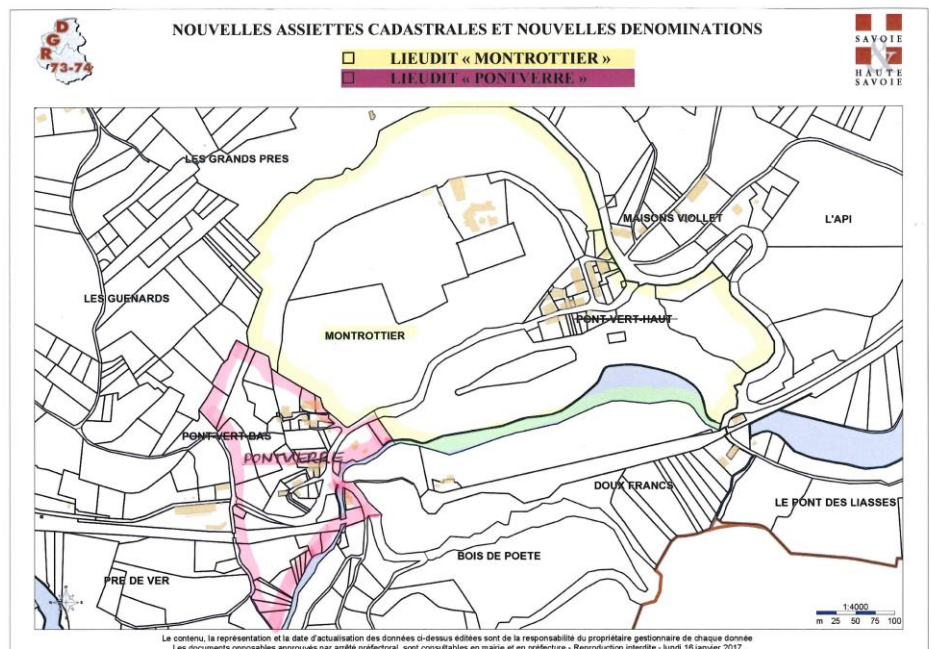 NOUVELLES ASSIETTES CADASTRALES ET NOUVELLES DENOMINATIONS
DGR
73-74
SAVOIE
&
HAUTE
SAVOIE
LIEUDIT « MONTROTTIER »
LIEUDIT « PONTVERRE »
LES GRANDS PRES
MAISONS VIOLLET
L'API
LES GUENARDS
PONT-VERT-HAUT
MONTROTTIER
PONT-VERT-BAS
PONTVERRE
DOUX FRANCS
LE PONT DES LIASSES
BOIS DE POETE
PRE DE VER
1:4000
m 25 50 75 100
Le contenu, la représentation et la date d'actualisation des données ci-dessus éditées sont de la responsabilité du propriétaire gestionnaire de chaque donnée
Les documents opposables approuvés par arrêté préfectoral, sont consultables en mairie et en préfecture - Reproduction interdite - lundi 16 janvier 2017